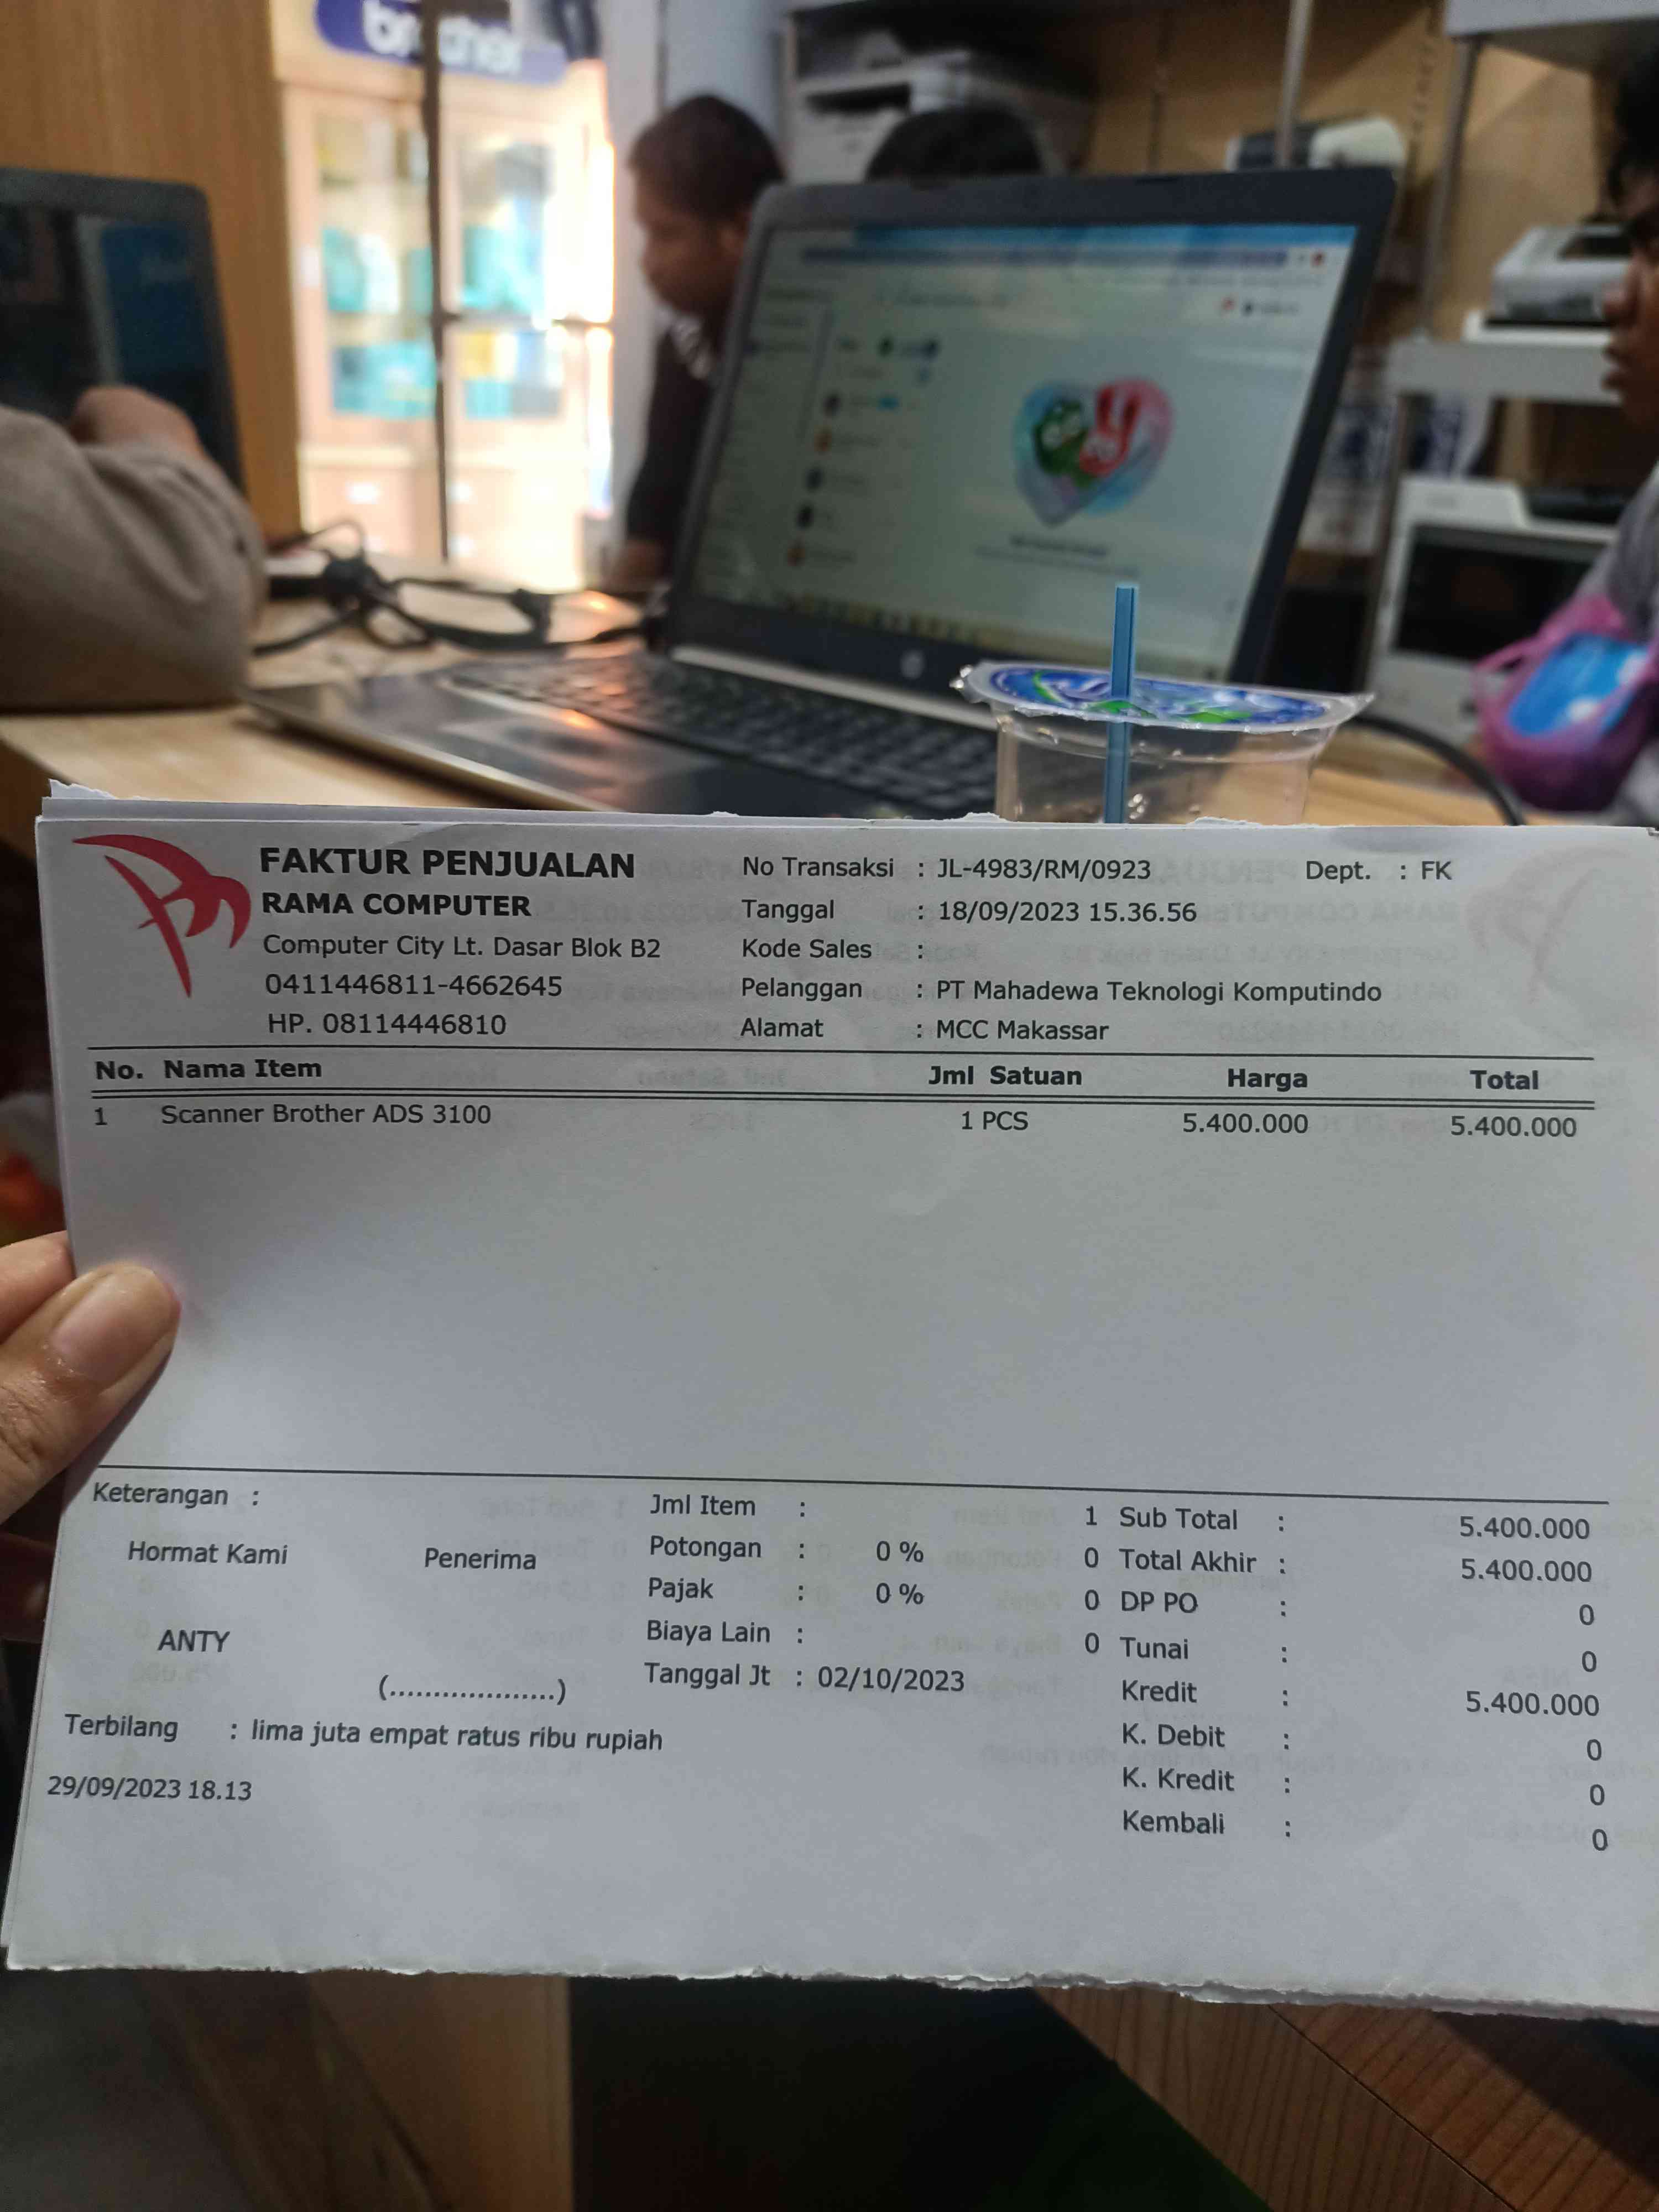 brother
FAKTUR PENJUALAN
RAMA COMPUTER
Computer City Lt. Dasar Blok B2
0411446811-4662645
HP. 08114446810
No Transaksi : JL-4983/RM/0923 Dept. : FK
Tanggal : 18/09/2023 15.36.56
Kode Sales :
Pelanggan : PT Mahadewa Teknologi Komputindo
Alamat : MCC Makassar
No. Nama Item Jml Satuan Harga Total
1 Scanner Brother ADS 3100 1 PCS 5.400.000 5.400.000
Keterangan :
Hormat Kami Penerima
ANTY
(....................)
Jml Item : 1
Potongan : 0 % 0
Pajak : 0 % 0
Biaya Lain : 0
Tanggal Jt : 02/10/2023
Sub Total : 5.400.000
Total Akhir : 5.400.000
DP PO : 0
Tunai : 0
Kredit : 5.400.000
K. Debit : 0
K. Kredit : 0
Kembali : 0
Terbilang : lima juta empat ratus ribu rupiah
29/09/2023 18.13